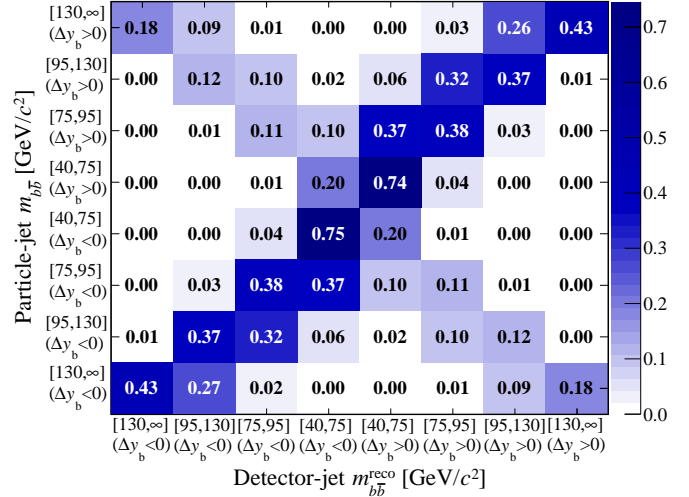 Particle-jet m_{bb̅} [GeV/c²]
[130,∞] (Δy_b>0) 0.18 0.09 0.01 0.00 0.00 0.03 0.26 0.43
[95,130] (Δy_b>0) 0.00 0.12 0.10 0.02 0.06 0.32 0.37 0.01
[75,95] (Δy_b>0) 0.00 0.01 0.11 0.10 0.37 0.38 0.03 0.00
[40,75] (Δy_b>0) 0.00 0.00 0.01 0.20 0.74 0.04 0.00 0.00
[40,75] (Δy_b<0) 0.00 0.00 0.04 0.75 0.20 0.01 0.00 0.00
[75,95] (Δy_b<0) 0.00 0.03 0.38 0.37 0.10 0.11 0.01 0.00
[95,130] (Δy_b<0) 0.01 0.37 0.32 0.06 0.02 0.10 0.12 0.00
[130,∞] (Δy_b<0) 0.43 0.27 0.02 0.00 0.00 0.01 0.09 0.18
[130,∞] [95,130] [75,95] [40,75] [40,75] [75,95] [95,130] [130,∞]
(Δy_b<0) (Δy_b<0) (Δy_b<0) (Δy_b<0) (Δy_b>0) (Δy_b>0) (Δy_b>0) (Δy_b>0)
Detector-jet m_{bb̅}^{reco} [GeV/c²]
0.7
0.6
0.5
0.4
0.3
0.2
0.1
0.0